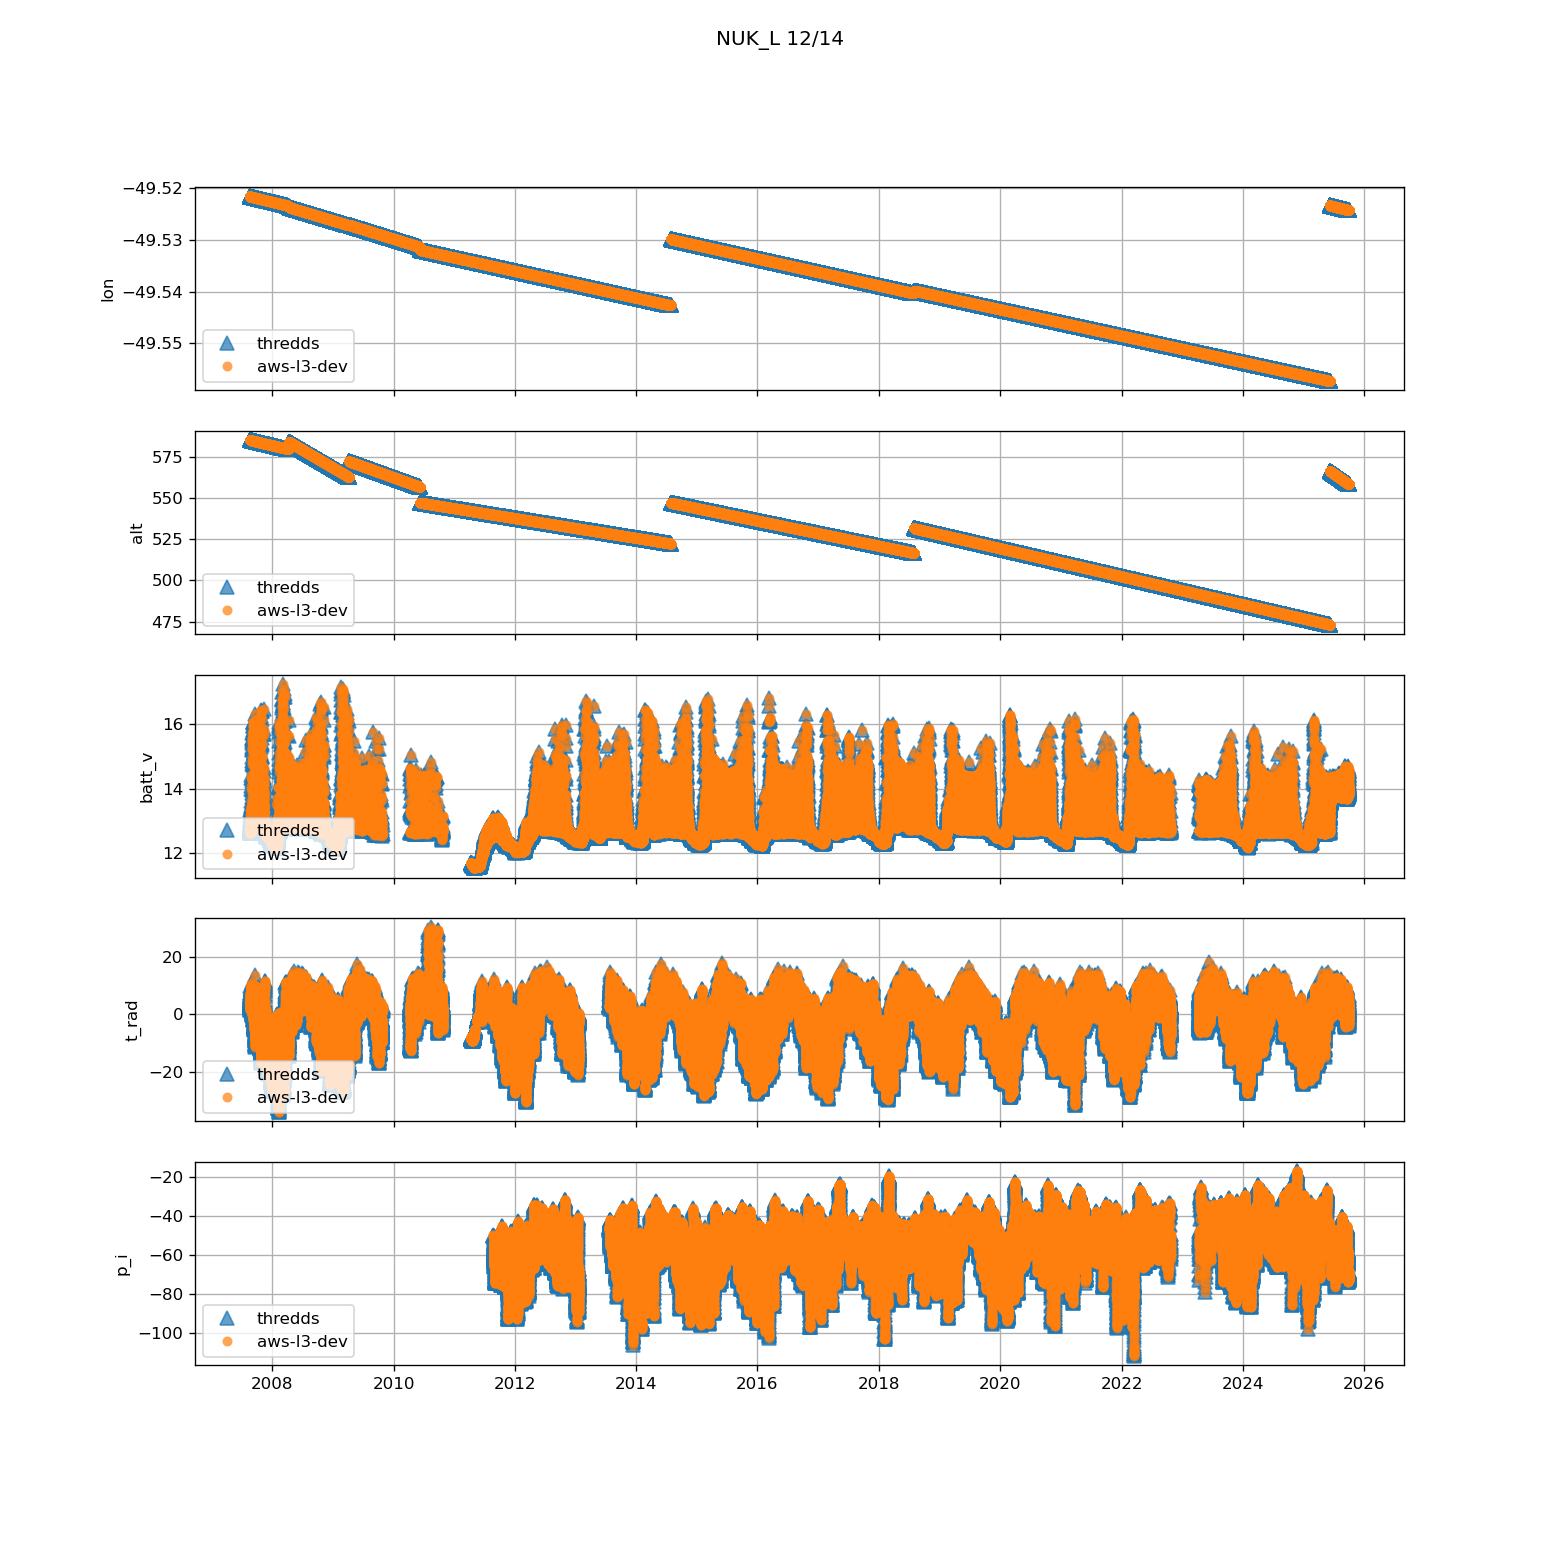 NUK_L 12/14
−49.52
−49.53
−49.54
−49.55
lon
thredds
aws-l3-dev
575
550
525
500
475
alt
thredds
aws-l3-dev
16
14
12
batt_v
thredds
aws-l3-dev
20
0
−20
t_rad
thredds
aws-l3-dev
−20
−40
−60
−80
−100
p_i
thredds
aws-l3-dev
2008 2010 2012 2014 2016 2018 2020 2022 2024 2026